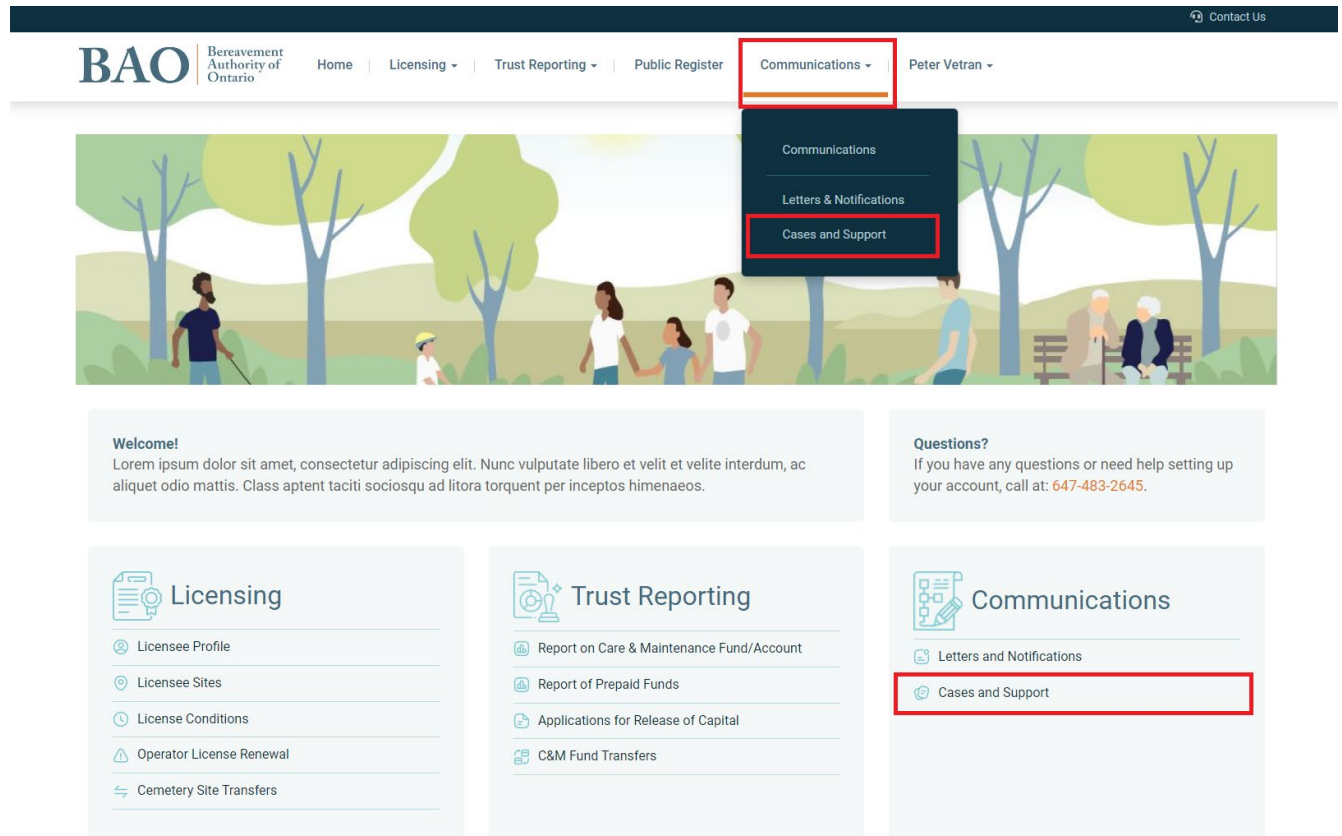 Contact Us
BAO
Bereavement
Authority of
Ontario
Home
Licensing
Trust Reporting
Public Register
Communications
Peter Vetran
Communications
Letters & Notifications
Cases and Support
Welcome!
Lorem ipsum dolor sit amet, consectetur adipiscing elit. Nunc vulputate libero et velit et velite interdum, ac
aliquet odio mattis. Class aptent taciti sociosqu ad litora torquent per inceptos himenaeos.
Questions?
If you have any questions or need help setting up
your account, call at: 647-483-2645.
Licensing
Licensee Profile
Licensee Sites
License Conditions
Operator License Renewal
Cemetery Site Transfers
Trust Reporting
Report on Care & Maintenance Fund/Account
Report of Prepaid Funds
Applications for Release of Capital
C&M Fund Transfers
Communications
Letters and Notifications
Cases and Support